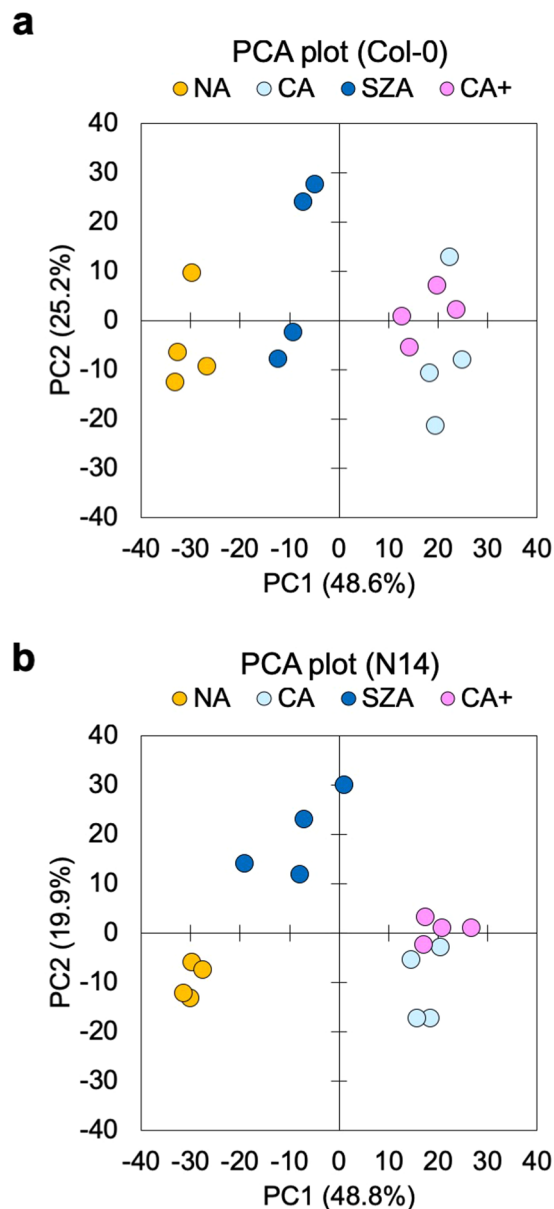 a
PCA plot (Col-0)
NA CA SZA CA+
40
30
20
10
0
-10
-20
-30
-40
PC2 (25.2%)
-40 -30 -20 -10 0 10 20 30 40
PC1 (48.6%)
b
PCA plot (N14)
NA CA SZA CA+
40
30
20
10
0
-10
-20
-30
-40
PC2 (19.9%)
-40 -30 -20 -10 0 10 20 30 40
PC1 (48.8%)